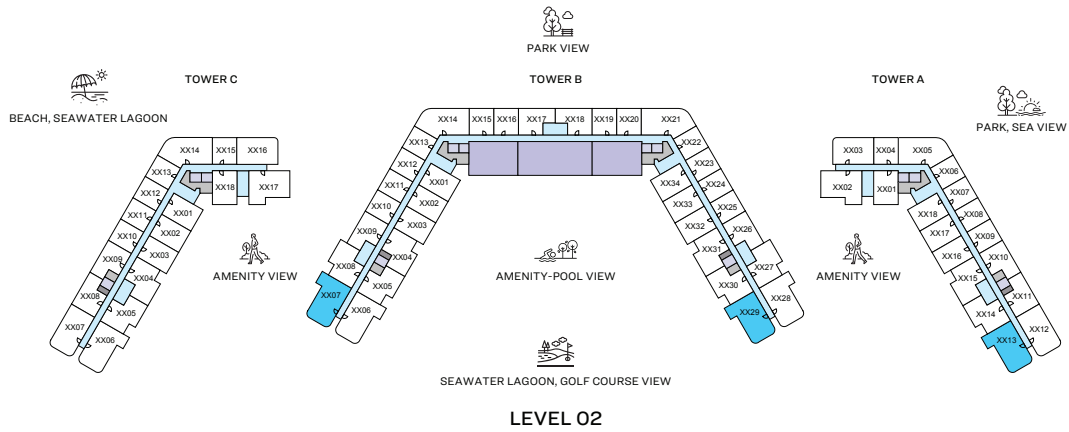 PARK VIEW
TOWER C
TOWER B
TOWER A
BEACH, SEAWATER LAGOON
PARK, SEA VIEW
XX14
XX15
XX16
XX13
XX12
XX11
XX10
XX09
XX08
XX07
XX18
XX17
XX01
XX02
XX03
XX04
XX05
XX06
XX14
XX15
XX16
XX17
XX18
XX19
XX20
XX21
XX13
XX12
XX11
XX10
XX09
XX08
XX07
XX01
XX02
XX03
XX04
XX05
XX06
XX22
XX23
XX24
XX25
XX26
XX27
XX28
XX34
XX33
XX32
XX31
XX30
XX29
XX03
XX04
XX05
XX02
XX01
XX06
XX07
XX08
XX09
XX10
XX11
XX12
XX18
XX17
XX16
XX15
XX14
XX13
AMENITY VIEW
AMENITY-POOL VIEW
AMENITY VIEW
SEAWATER LAGOON, GOLF COURSE VIEW
LEVEL 02